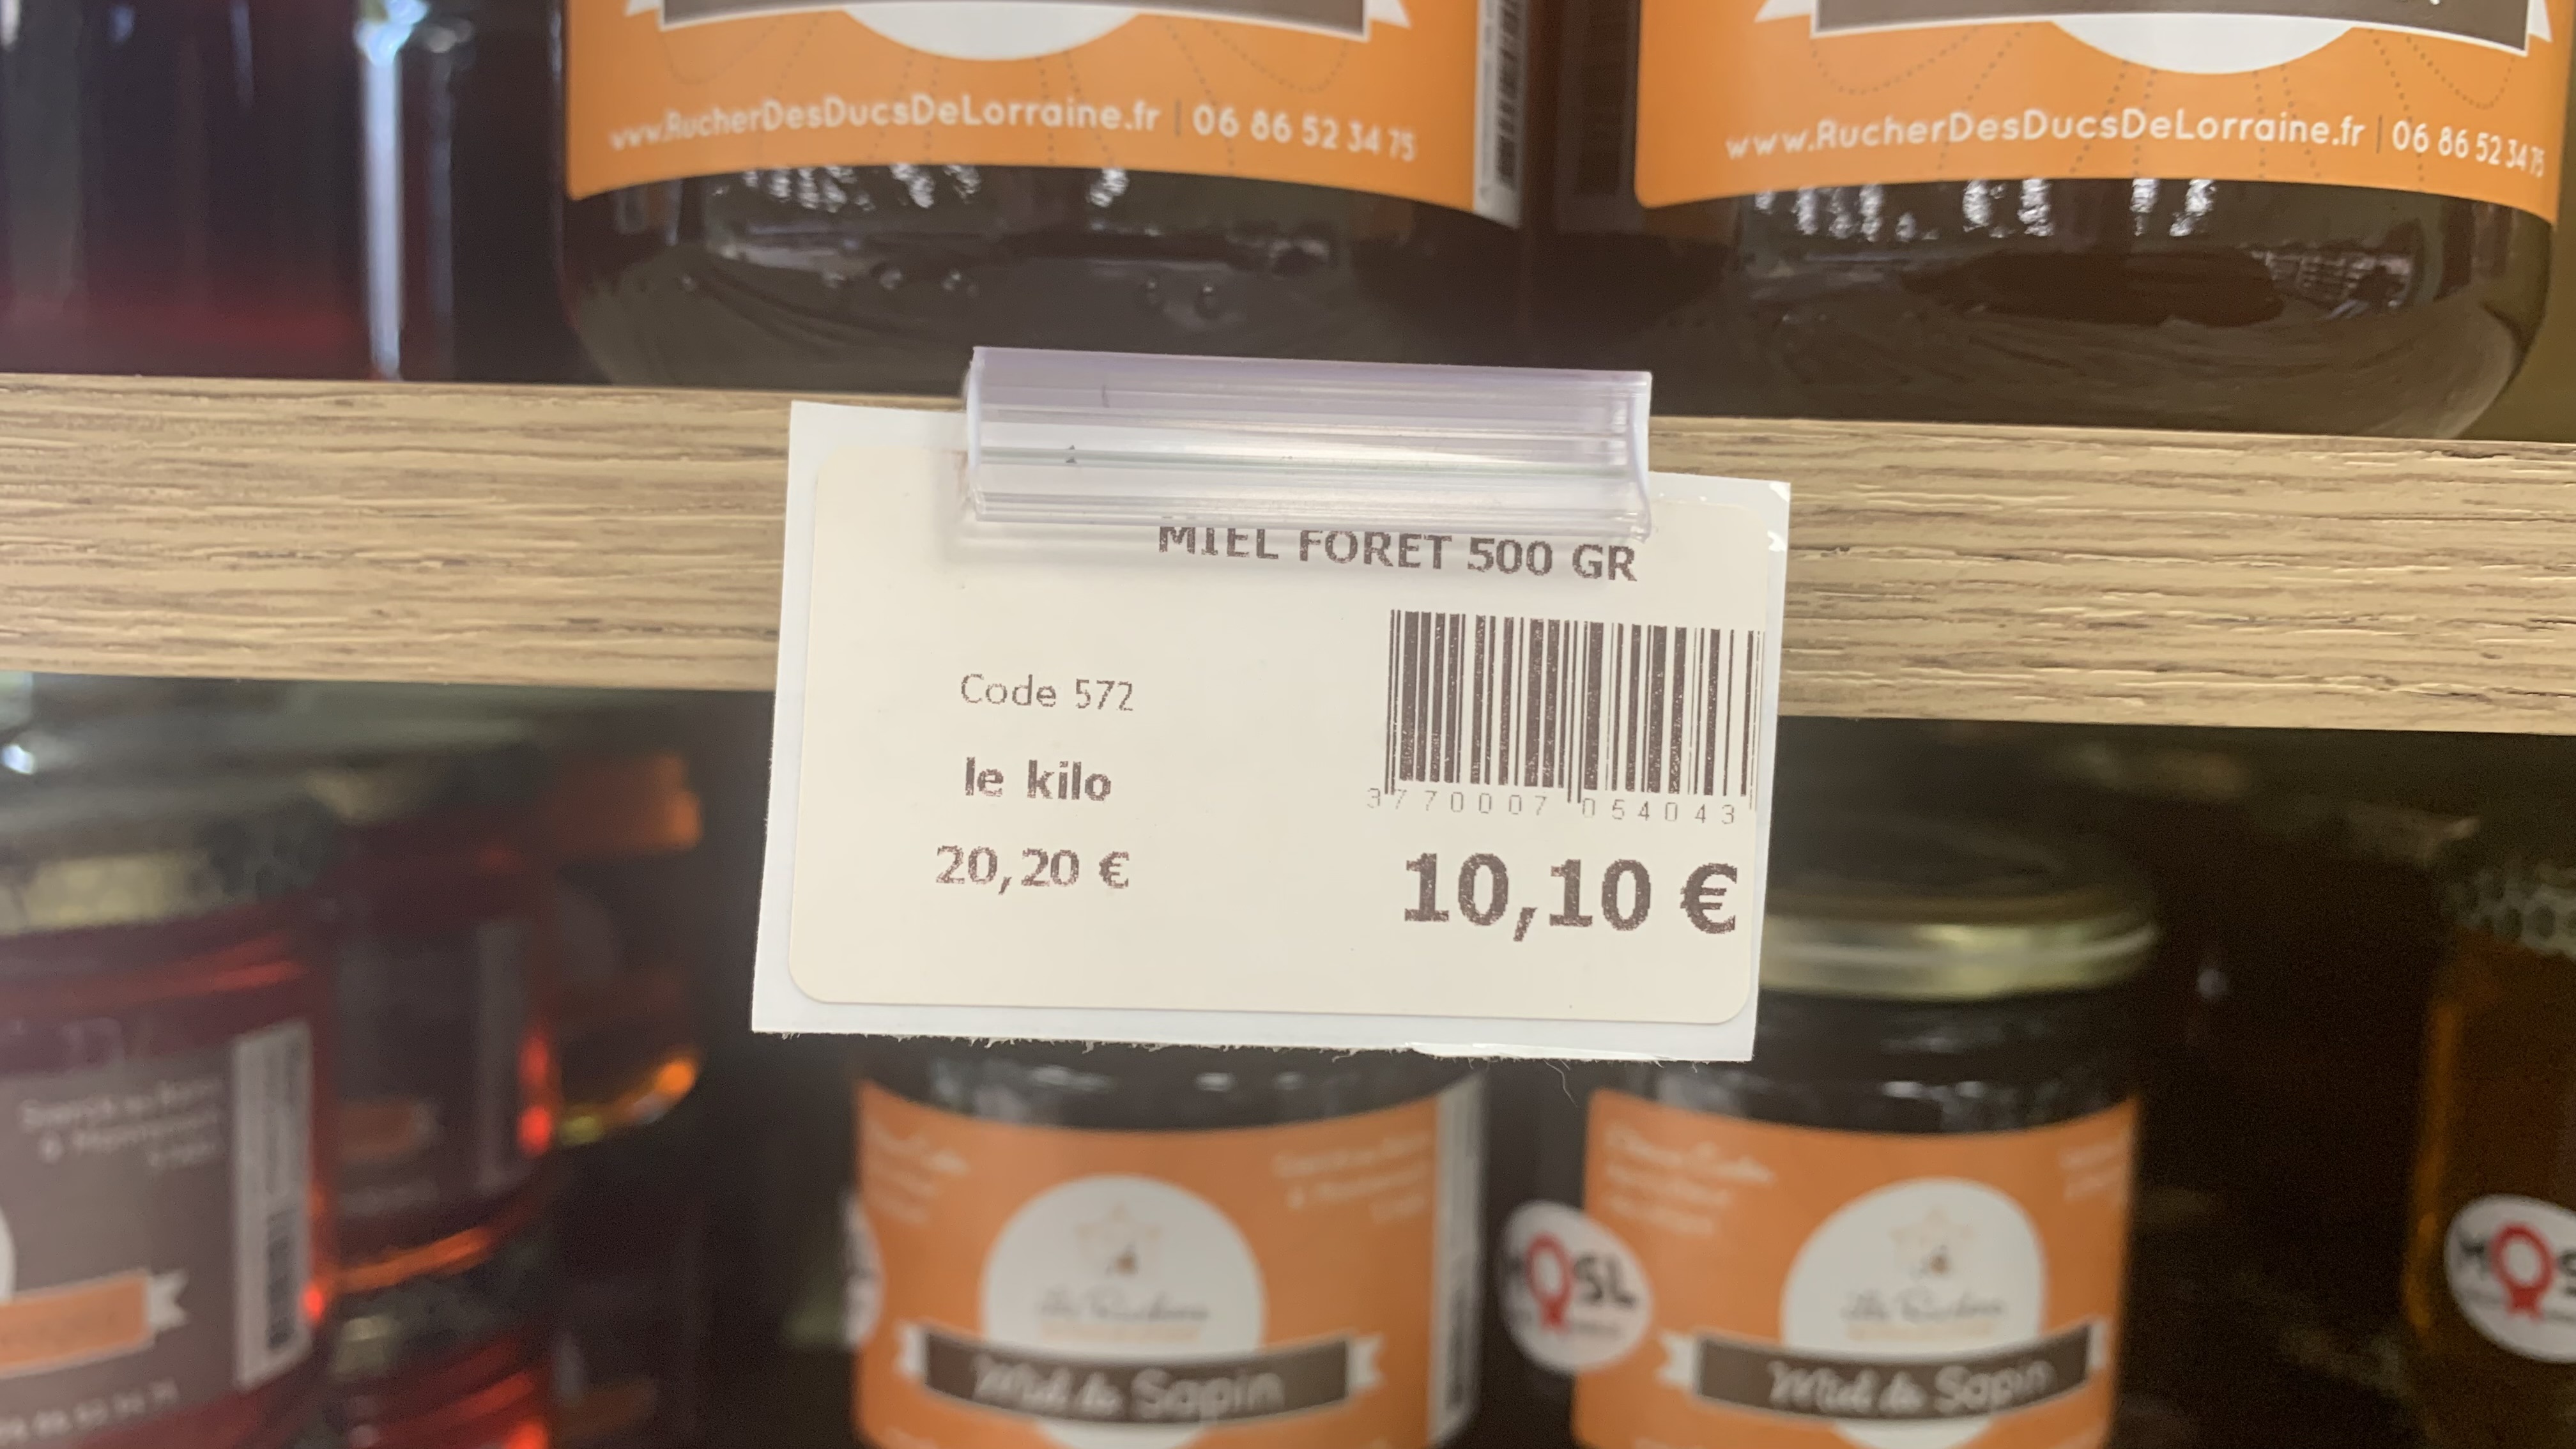 www.RucherDesDucsDeLorraine.fr | 06 86 52 34 75
www.RucherDesDucsDeLorraine.fr | 06 86 52 34 75
MIEL FORET 500 GR
Code 572
le kilo
20,20 €
3770007 054043
10,10 €
Miel de Sapin
Miel de Sapin